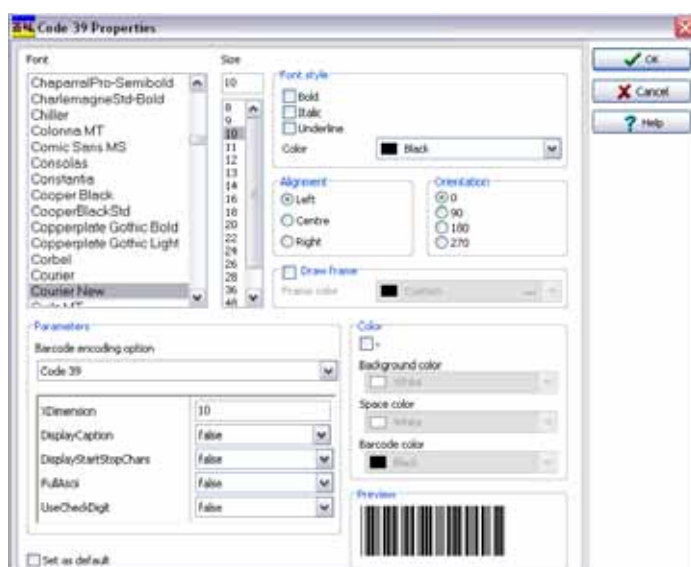 Code 39 Properties
Font
Size
ChaparralPro-Semibold
CharlemagneStd-Bold
Chiller
Colonna MT
Comic Sans MS
Consolas
Constantia
Cooper Black
CooperBlackStd
Copperplate Gothic Bold
Copperplate Gothic Light
Corbel
Courier
Courier New
10
8
9
10
11
12
13
14
16
18
20
22
24
26
28
36
48
Font style
Bold
Italic
Underline
Color
Black
Alignment
Left
Centre
Right
Orientation
0
90
180
270
Draw frame
Frame color
Custom
OK
Cancel
Help
Parameters
Barcode encoding option
Code 39
XDimension
10
DisplayCaption
False
DisplayStartStopChars
False
FullAscii
False
UseCheckDigit
False
Color
Background color
White
Space color
White
Barcode color
Black
Preview
Set as default